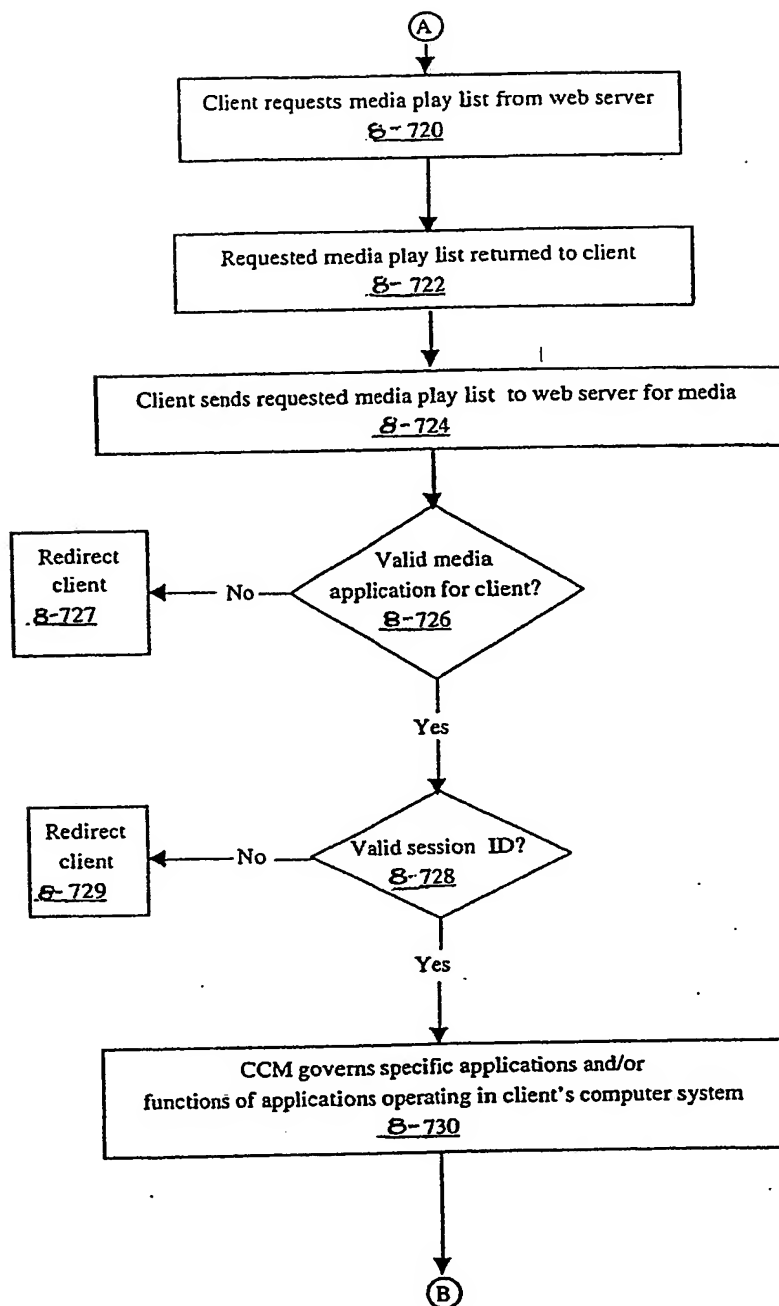 A
Client requests media play list from web server
8-720
Requested media play list returned to client
8-722
Client sends requested media play list to web server for media
8-724
Valid media
application for client?
8-726
No
Redirect
client
8-727
Yes
Valid session ID?
8-728
No
Redirect
client
8-729
Yes
CCM governs specific applications and/or
functions of applications operating in client's computer system
8-730
B